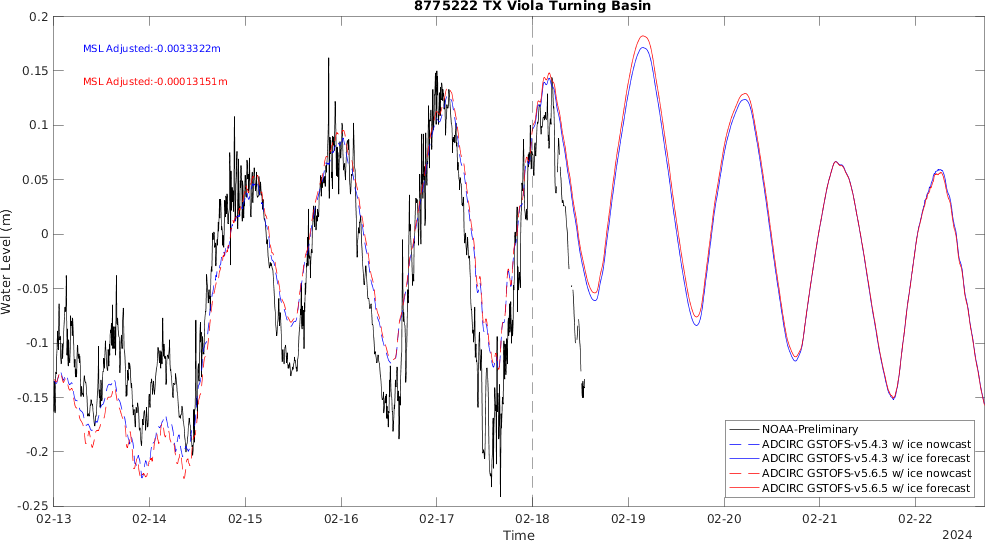 8775222 TX Viola Turning Basin
MSL Adjusted:-0.0033322m
MSL Adjusted:-0.00013151m
Water Level (m)
0.2
0.15
0.1
0.05
0
-0.05
-0.1
-0.15
-0.2
-0.25
NOAA-Preliminary
ADCIRC GSTOFS-v5.4.3 w/ ice nowcast
ADCIRC GSTOFS-v5.4.3 w/ ice forecast
ADCIRC GSTOFS-v5.6.5 w/ ice nowcast
ADCIRC GSTOFS-v5.6.5 w/ ice forecast
02-13 02-14 02-15 02-16 02-17 02-18 02-19 02-20 02-21 02-22
Time
2024